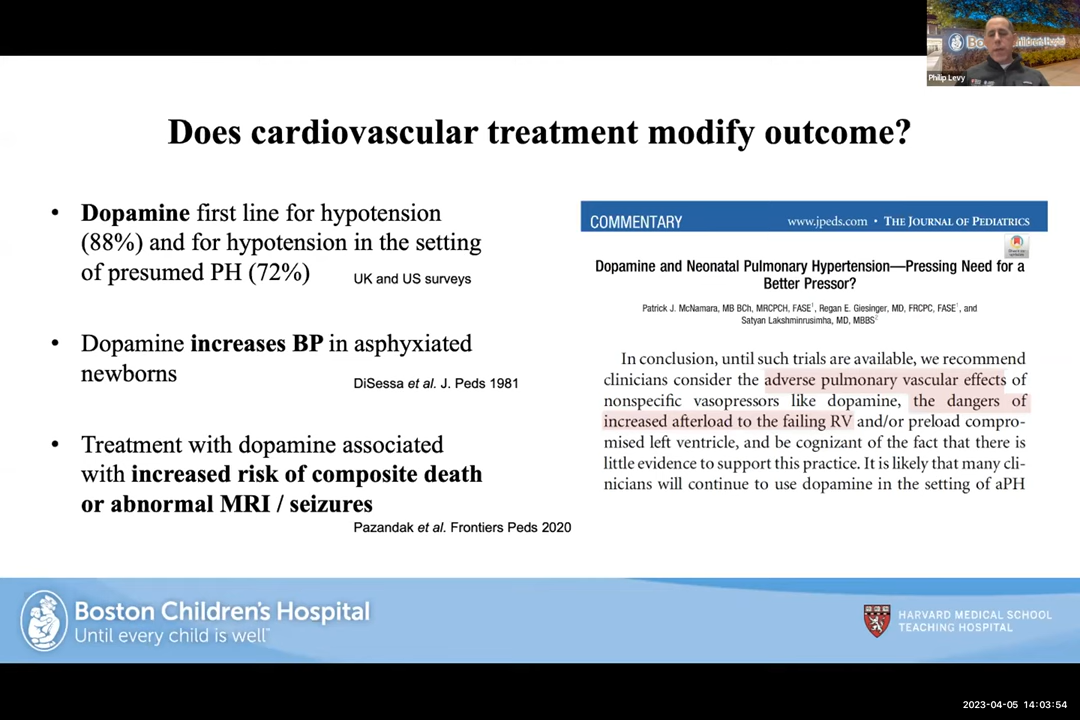 Boston Children's Hospital
Philip Levy
Does cardiovascular treatment modify outcome?
• Dopamine first line for hypotension
(88%) and for hypotension in the setting
of presumed PH (72%)
UK and US surveys
• Dopamine increases BP in asphyxiated
newborns
DiSessa et al. J. Peds 1981
• Treatment with dopamine associated
with increased risk of composite death
or abnormal MRI / seizures
Pazandak et al. Frontiers Peds 2020
COMMENTARY
www.jpeds.com • THE JOURNAL OF PEDIATRICS
Dopamine and Neonatal Pulmonary Hypertension—Pressing Need for a
Better Pressor?
Patrick J. McNamara, MB BCh, MRCPCH, FASE1, Regan E. Giesinger, MD, FRCPC, FASE1, and
Satyan Lakshminrusimha, MD, MBBS2
In conclusion, until such trials are available, we recommend
clinicians consider the adverse pulmonary vascular effects of
nonspecific vasopressors like dopamine, the dangers of
increased afterload to the failing RV and/or preload compro-
mised left ventricle, and be cognizant of the fact that there is
little evidence to support this practice. It is likely that many cli-
nicians will continue to use dopamine in the setting of aPH
Boston Children's Hospital
Until every child is well™
HARVARD MEDICAL SCHOOL
TEACHING HOSPITAL
2023-04-05 14:03:54